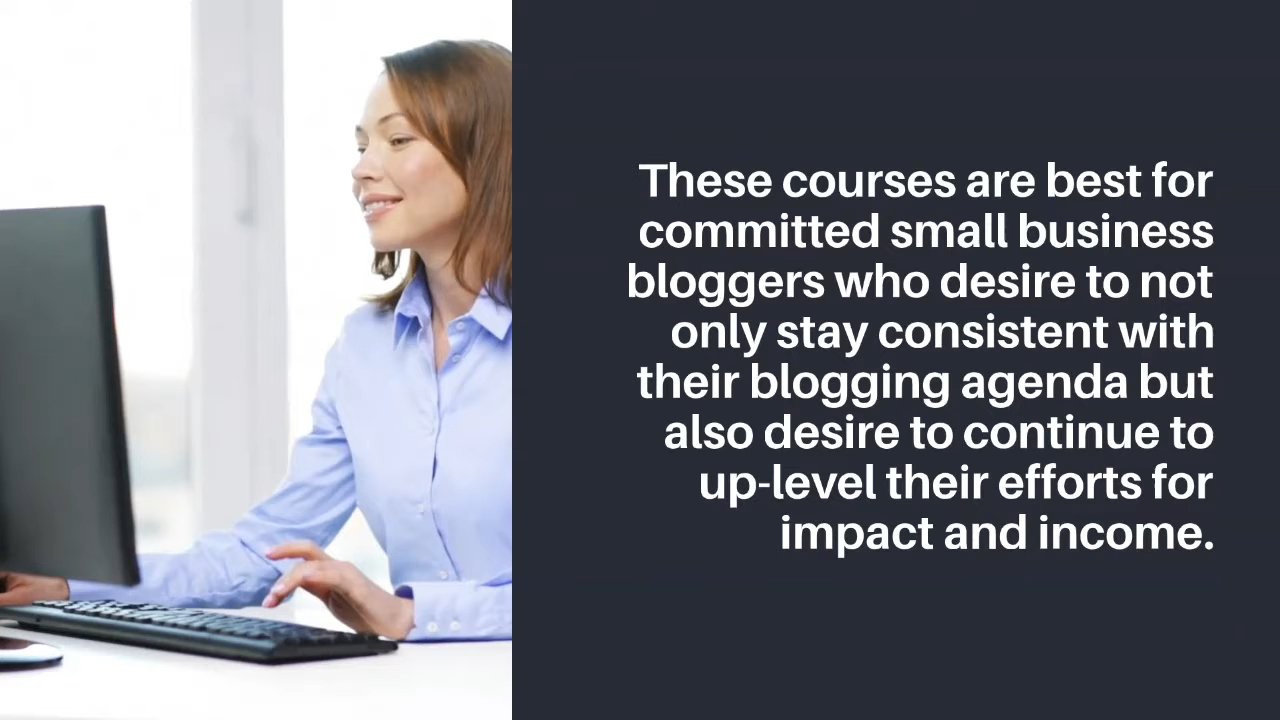 These courses are best for
committed small business
bloggers who desire to not
only stay consistent with
their blogging agenda but
also desire to continue to
up-level their efforts for
impact and income.